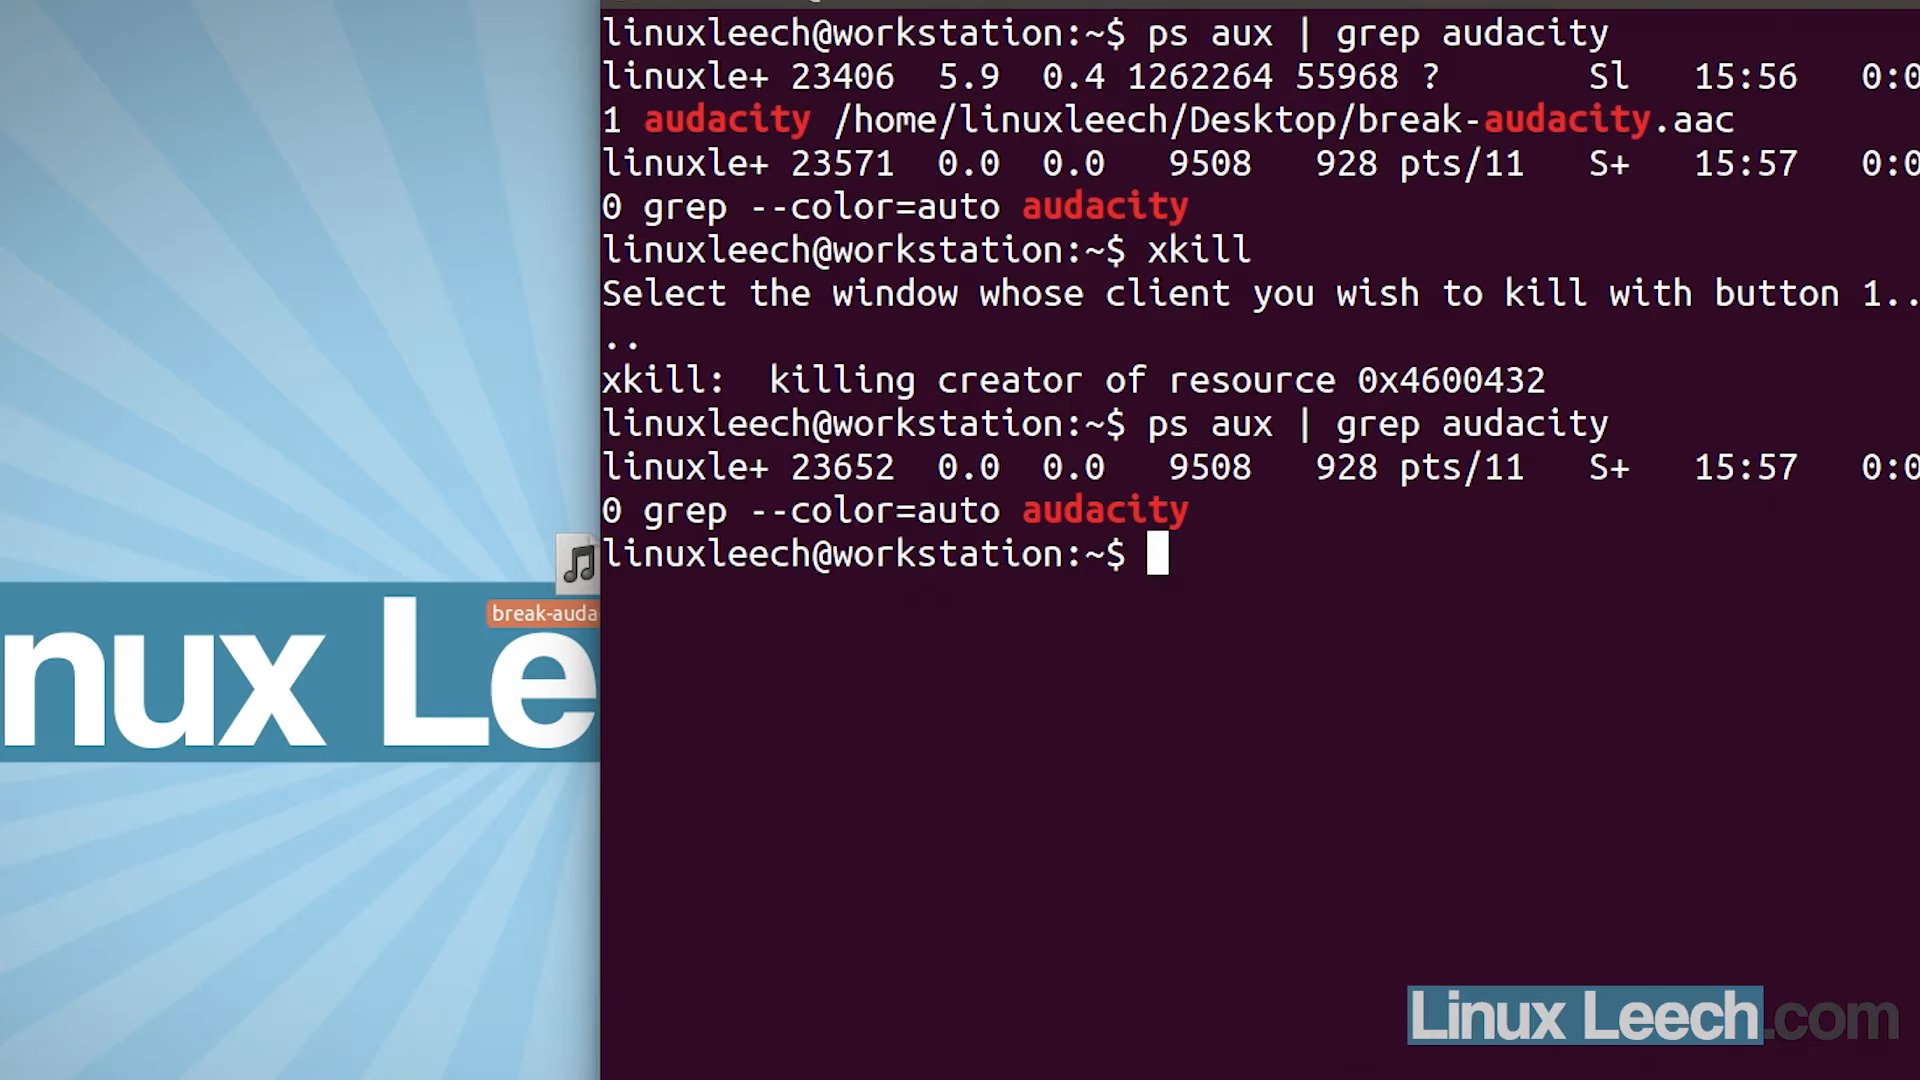 linuxleech@workstation:~$ ps aux | grep audacity
linuxle+ 23406  5.9  0.4 1262264 55968 ?       Sl   15:56   0:0
1 audacity /home/linuxleech/Desktop/break-audacity.aac
linuxle+ 23571  0.0  0.0   9508   928 pts/11   S+   15:57   0:0
0 grep --color=auto audacity
linuxleech@workstation:~$ xkill
Select the window whose client you wish to kill with button 1..
..
xkill:  killing creator of resource 0x4600432
linuxleech@workstation:~$ ps aux | grep audacity
linuxle+ 23652  0.0  0.0   9508   928 pts/11   S+   15:57   0:0
0 grep --color=auto audacity
linuxleech@workstation:~$
break-auda
nux Le
Linux Leech.com